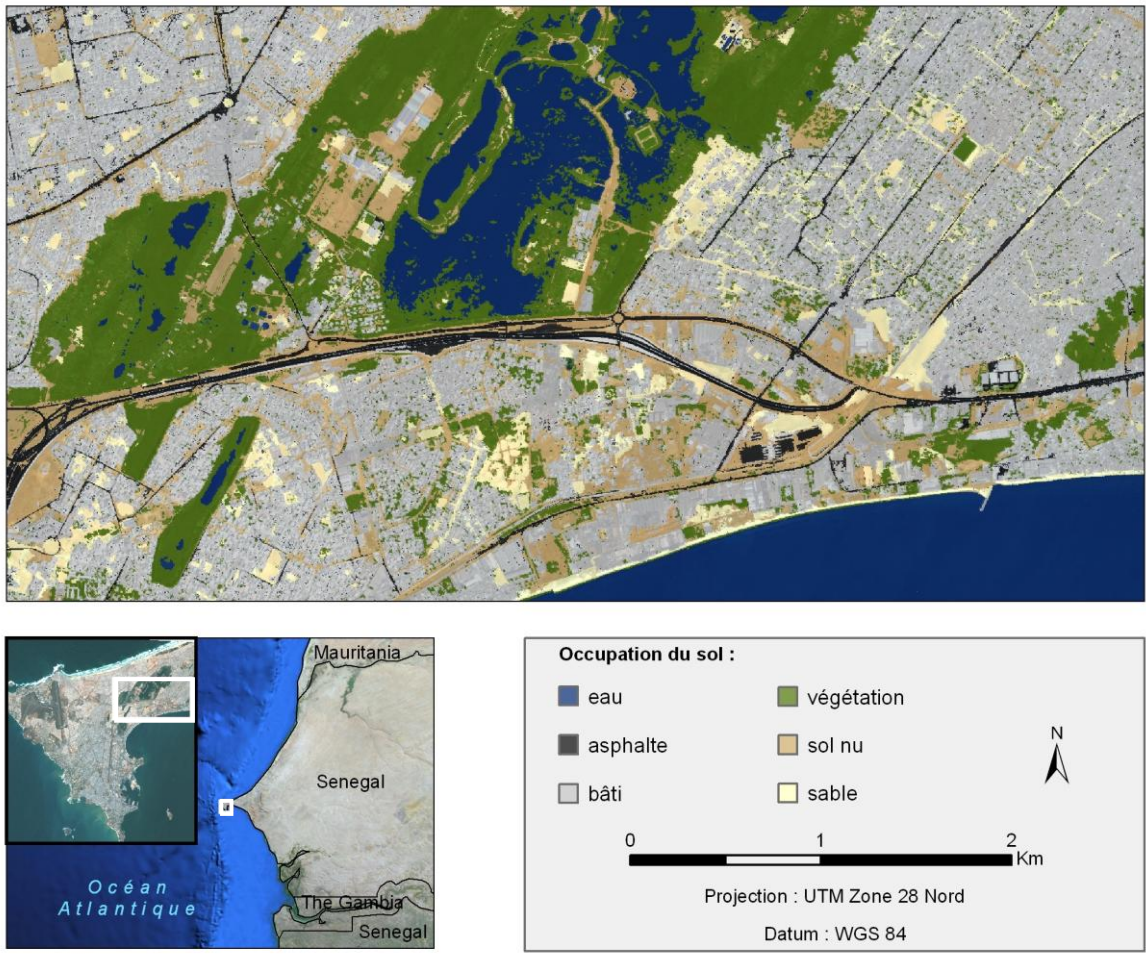 Mauritania
Senegal
The Gambia
Senegal
Océan
Atlantique
Occupation du sol :
eau
végétation
asphalte
sol nu
bâti
sable
N
0 1 2
Km
Projection : UTM Zone 28 Nord
Datum : WGS 84